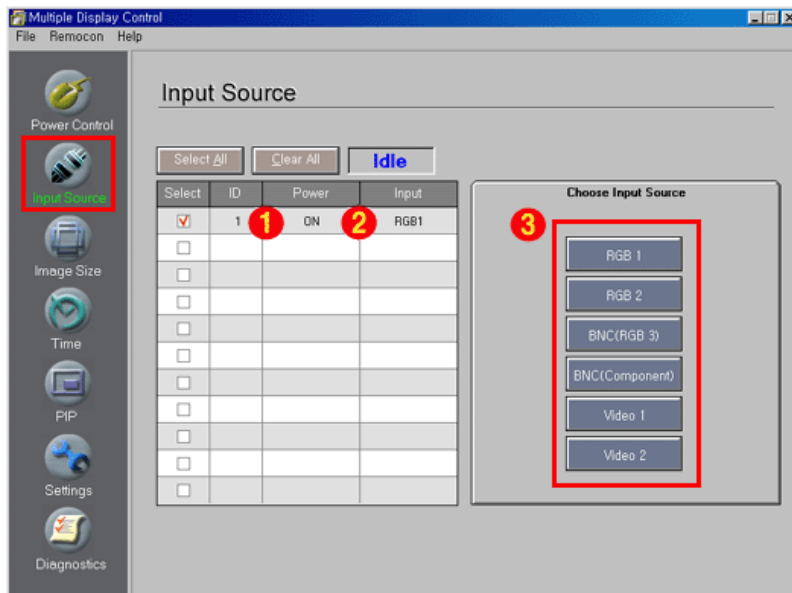 Multiple Display Control
File Remocon Help
Power Control
Input Source
Image Size
Time
PIP
Settings
Diagnostics
Input Source
Select All Clear All Idle
Select ID Power Input
1 1 ON 2 RGB1
Choose Input Source
3
RGB 1
RGB 2
BNC(RGB 3)
BNC(Component)
Video 1
Video 2